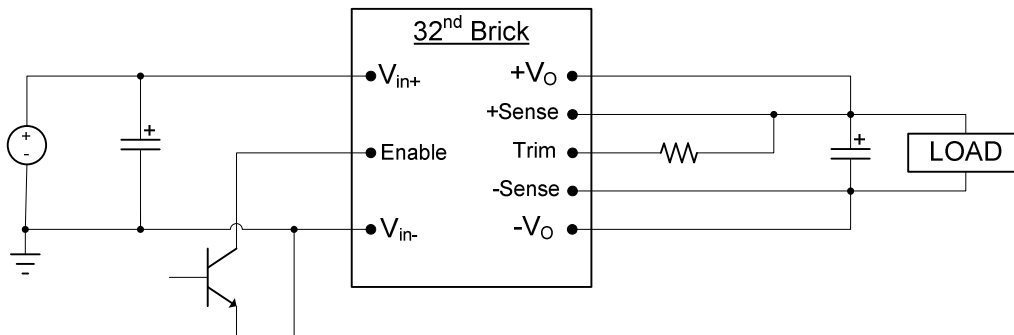 32nd Brick
Vin+
Enable
Vin-
+VO
+Sense
Trim
-Sense
-VO
+
-
+
+
LOAD